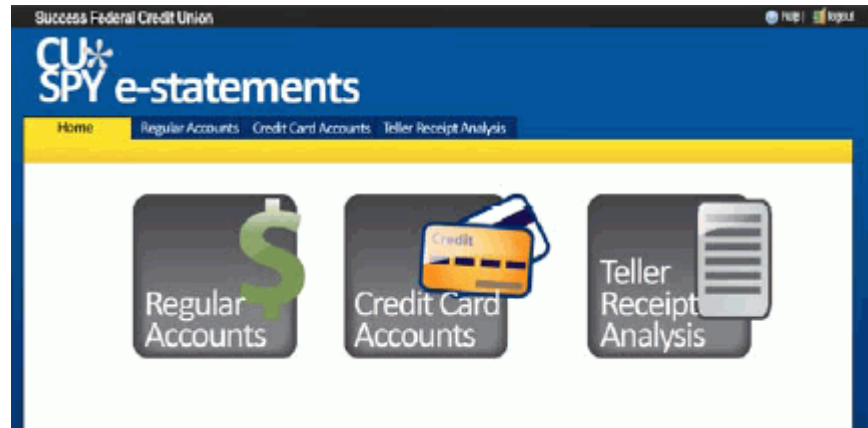 Success Federal Credit Union
Help | logout
CU*
SPY e-statements
Home Regular Accounts Credit Card Accounts Teller Receipt Analysis
Regular
Accounts
Credit
Credit Card
Accounts
Teller
Receipt
Analysis